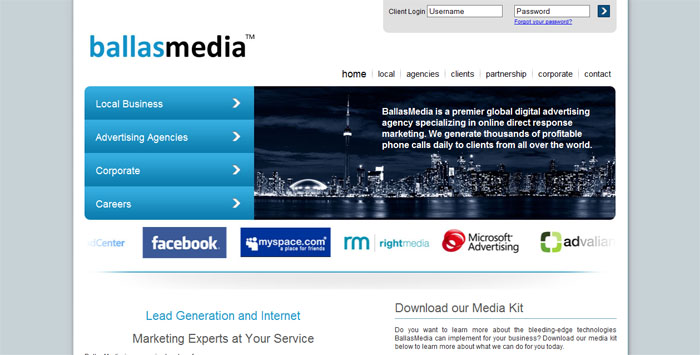 Client Login Username Password
Forgot your password?
ballasmedia™
home local agencies clients partnership corporate contact
Local Business
Advertising Agencies
Corporate
Careers
BallasMedia is a premier global digital advertising
agency specializing in online direct response
marketing. We generate thousands of profitable
phone calls daily to clients from all over the world.
dCenter facebook. myspace.com rm rightmedia Microsoft advalian
a place for friends Advertising
Lead Generation and Internet
Marketing Experts at Your Service
Download our Media Kit
Do you want to learn more about the bleeding-edge technologies
BallasMedia can implement for your business? Download our media kit
below to learn more about what we can do for you today.